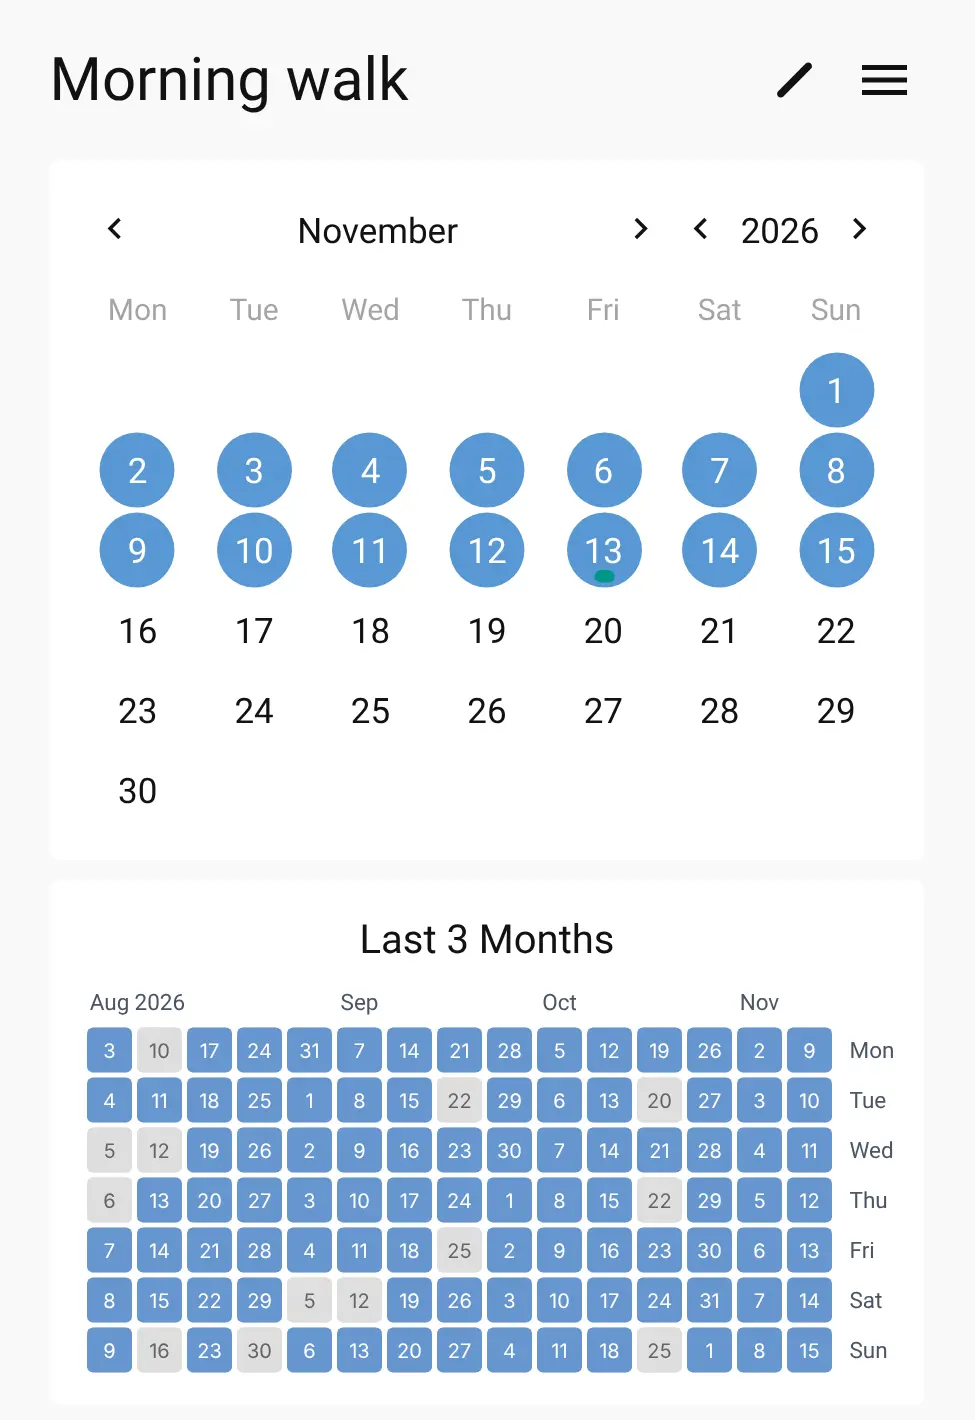 Morning walk
November 2026
Mon Tue Wed Thu Fri Sat Sun
1
2 3 4 5 6 7 8
9 10 11 12 13 14 15
16 17 18 19 20 21 22
23 24 25 26 27 28 29
30
Last 3 Months
Aug 2026 Sep Oct Nov
3 10 17 24 31 7 14 21 28 5 12 19 26 2 9 Mon
4 11 18 25 1 8 15 22 29 6 13 20 27 3 10 Tue
5 12 19 26 2 9 16 23 30 7 14 21 28 4 11 Wed
6 13 20 27 3 10 17 24 1 8 15 22 29 5 12 Thu
7 14 21 28 4 11 18 25 2 9 16 23 30 6 13 Fri
8 15 22 29 5 12 19 26 3 10 17 24 31 7 14 Sat
9 16 23 30 6 13 20 27 4 11 18 25 1 8 15 Sun